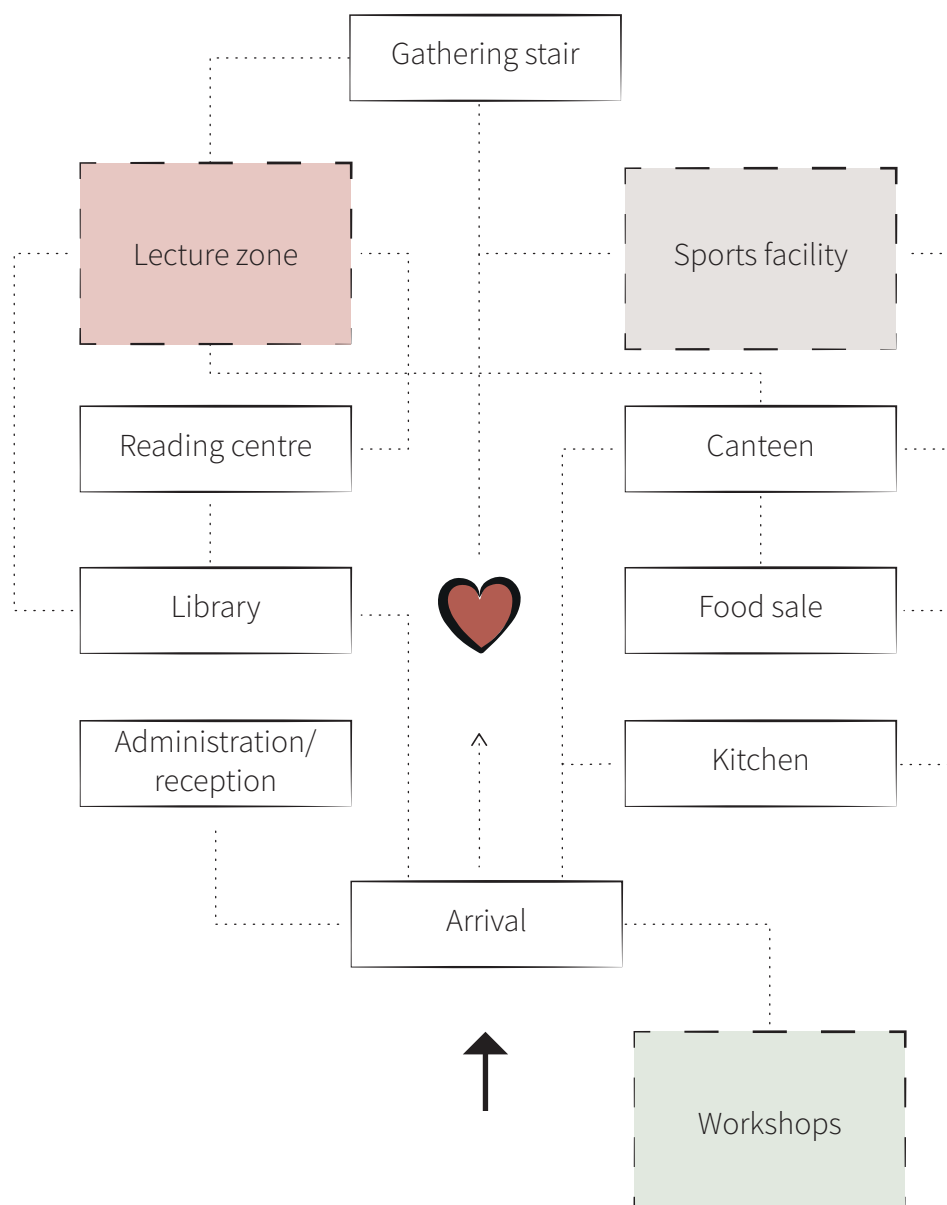 Gathering stair
Lecture zone
Sports facility
Reading centre
Canteen
Library
Food sale
Administration/
reception
Kitchen
Arrival
Workshops